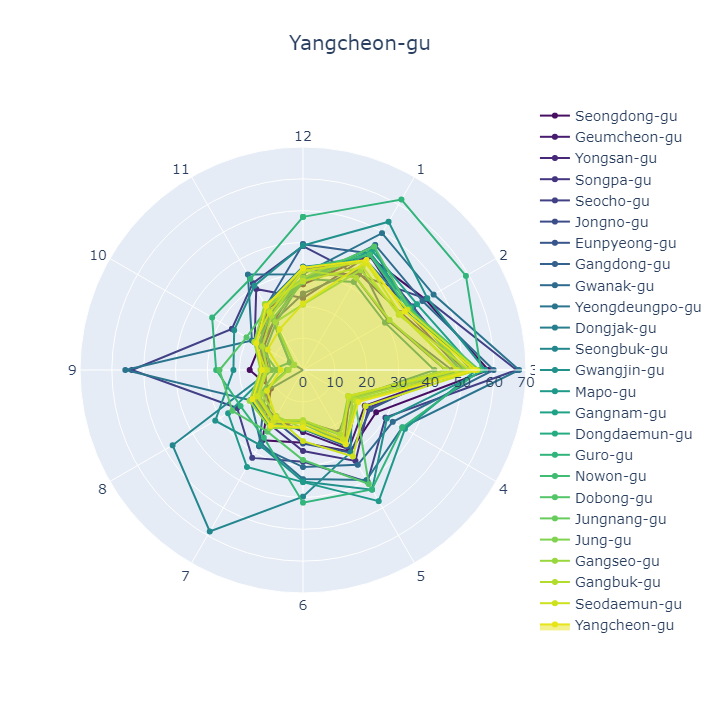 Yangcheon-gu
12
11
1
10
2
9
0 10 20 30 40 50 60 70
3
8
4
7
5
6
Seongdong-gu
Geumcheon-gu
Yongsan-gu
Songpa-gu
Seocho-gu
Jongno-gu
Eunpyeong-gu
Gangdong-gu
Gwanak-gu
Yeongdeungpo-gu
Dongjak-gu
Seongbuk-gu
Gwangjin-gu
Mapo-gu
Gangnam-gu
Dongdaemun-gu
Guro-gu
Nowon-gu
Dobong-gu
Jungnang-gu
Jung-gu
Gangseo-gu
Gangbuk-gu
Seodaemun-gu
Yangcheon-gu